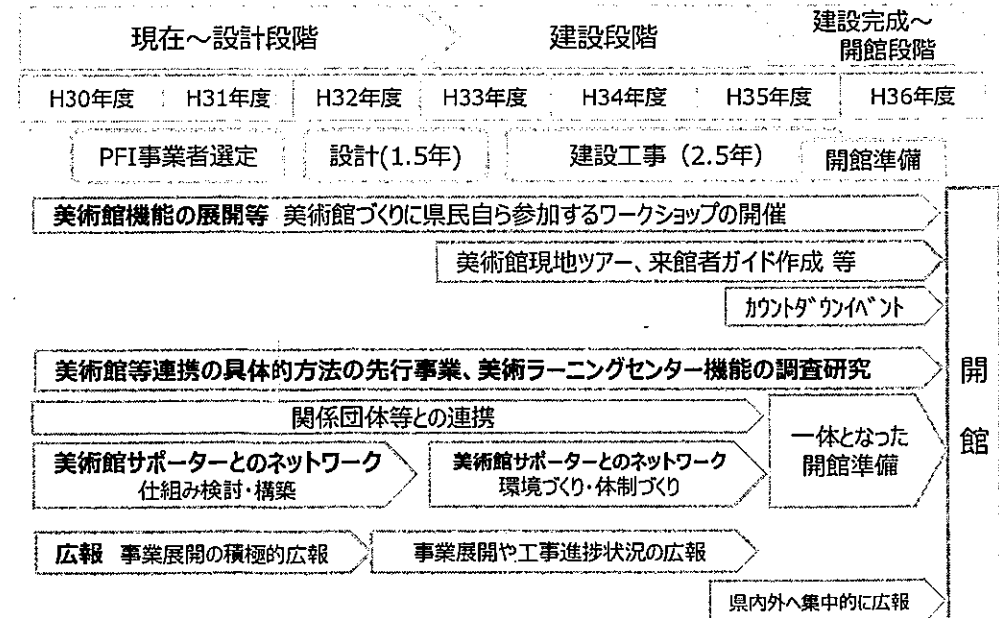 現在～設計段階
建設段階
建設完成～
開館段階
H30年度 H31年度 H32年度 H33年度 H34年度 H35年度 H36年度
PFI事業者選定 設計(1.5年) 建設工事（2.5年） 開館準備
美術館機能の展開等 美術館づくりに県民自ら参加するワークショップの開催
美術館現地ツアー、来館者ガイド作成 等
ｶｳﾝﾄﾀﾞｳﾝｲﾍﾞﾝﾄ
美術館等連携の具体的方法の先行事業、美術ラーニングセンター機能の調査研究
関係団体等との連携
美術館サポーターとのネットワーク
仕組み検討・構築
美術館サポーターとのネットワーク
環境づくり・体制づくり
一体となった
開館準備
広報 事業展開の積極的広報
事業展開や工事進捗状況の広報
県内外へ集中的に広報
開
館